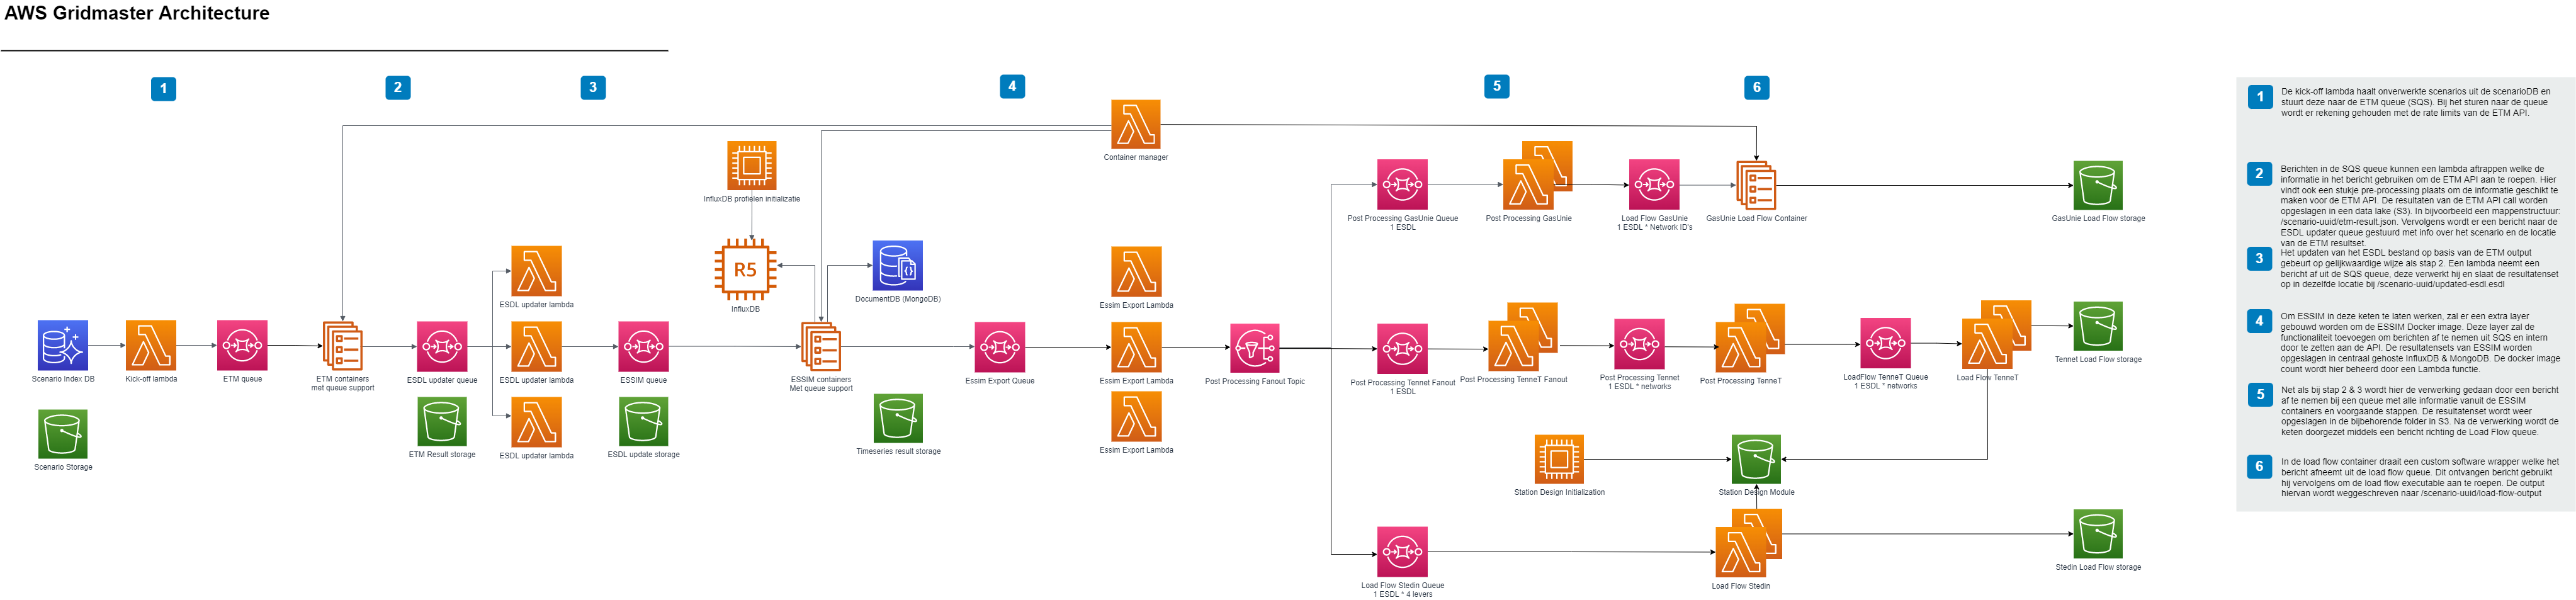 AWS Gridmaster Architecture
1
2
3
4
5
6
Container manager
InfluxDB profielen initializatie
R5
InfluxDB
DocumentDB (MongoDB)
Scenario Index DB
Kick-off lambda
ETM queue
ETM containers
met queue support
ESDL updater queue
ESDL updater lambda
ESDL updater lambda
ESDL updater lambda
ESSIM queue
ESSIM containers
Met queue support
Essim Export Queue
Essim Export Lambda
Essim Export Lambda
Essim Export Lambda
Post Processing Fanout Topic
Scenario Storage
ETM Result storage
ESDL update storage
Timeseries result storage
Post Processing GasUnie Queue
1 ESDL
Post Processing GasUnie
Load Flow GasUnie
1 ESDL * Network ID's
GasUnie Load Flow Container
GasUnie Load Flow storage
Post Processing Tennet Fanout
1 ESDL
Post Processing TenneT Fanout
Post Processing Tennet
1 ESDL * networks
Post Processing TenneT
LoadFlow TenneT Queue
1 ESDL * networks
Load Flow TenneT
Tennet Load Flow storage
Station Design Initialization
Station Design Module
Load Flow Stedin Queue
1 ESDL * 4 levers
Load Flow Stedin
Stedin Load Flow storage
1
De kick-off lambda haalt onverwerkte scenarios uit de scenarioDB en
stuurt deze naar de ETM queue (SQS). Bij het sturen naar de queue
wordt er rekening gehouden met de rate limits van de ETM API.
2
Berichten in de SQS queue kunnen een lambda aftrappen welke de
informatie in het bericht gebruiken om de ETM API aan te roepen. Hier
vindt ook een stukje pre-processing plaats om de informatie geschikt te
maken voor de ETM API. De resultaten van de ETM API call worden
opgeslagen in een data lake (S3). In bijvoorbeeld een mappenstructuur:
/scenario-uuid/etm-result.json. Vervolgens wordt er een bericht naar de
ESDL updater queue gestuurd met info over het scenario en de locatie
van de ETM resultset.
3
Het updaten van het ESDL bestand op basis van de ETM output
gebeurt op gelijkwaardige wijze als stap 2. Een lambda neemt een
bericht af uit de SQS queue, deze verwerkt hij en slaat de resultatenset
op in dezelfde locatie bij /scenario-uuid/updated-esdl.esdl
4
Om ESSIM in deze keten te laten werken, zal er een extra layer
gebouwd worden om de ESSIM Docker image. Deze layer zal de
functionaliteit toevoegen om berichten af te nemen uit SQS en intern
door te zetten aan de API. De resultatensets van ESSIM worden
opgeslagen in centraal gehoste InfluxDB & MongoDB. De docker image
count wordt hier beheerd door een Lambda functie.
5
Net als bij stap 2 & 3 wordt hier de verwerking gedaan door een bericht
af te nemen bij een queue met alle informatie vanuit de ESSIM
containers en voorgaande stappen. De resultatenset wordt weer
opgeslagen in de bijbehorende folder in S3. Na de verwerking wordt de
keten doorgezet middels een bericht richting de Load Flow queue.
6
In de load flow container draait een custom software wrapper welke het
bericht afneemt uit de load flow queue. Dit ontvangen bericht gebruikt
hij vervolgens om de load flow executable aan te roepen. De output
hiervan wordt weggeschreven naar /scenario-uuid/load-flow-output